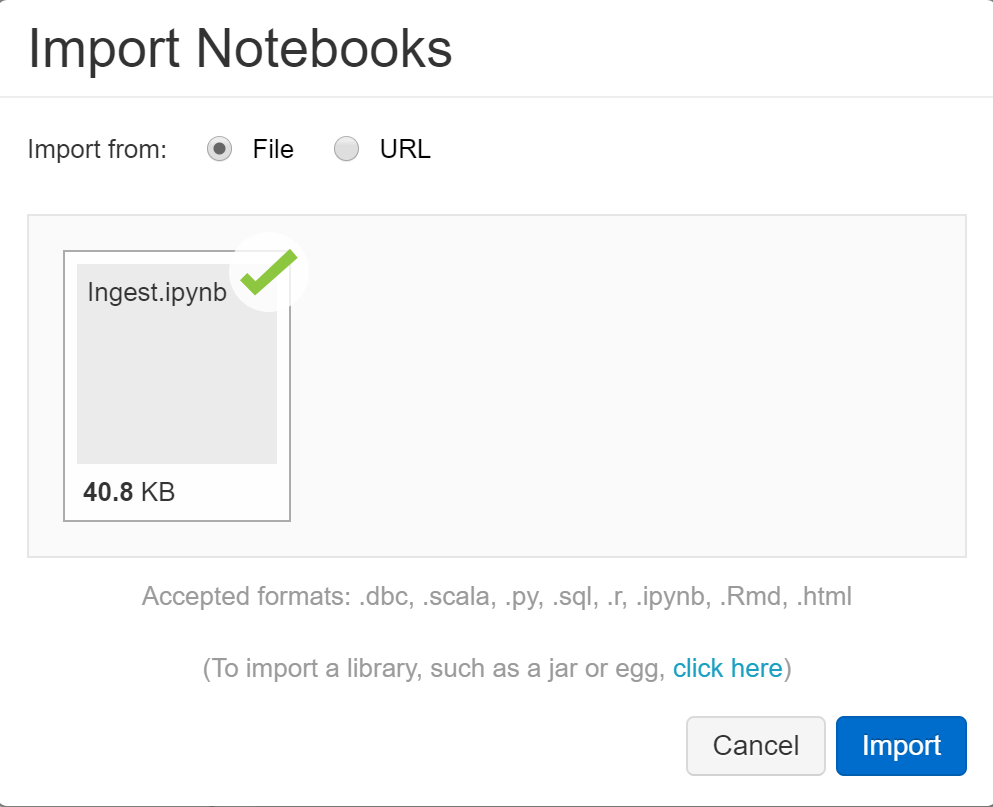 Import Notebooks
Import from: File URL
Ingest.ipynb
40.8 KB
Accepted formats: .dbc, .scala, .py, .sql, .r, .ipynb, .Rmd, .html
(To import a library, such as a jar or egg, click here)
Cancel Import